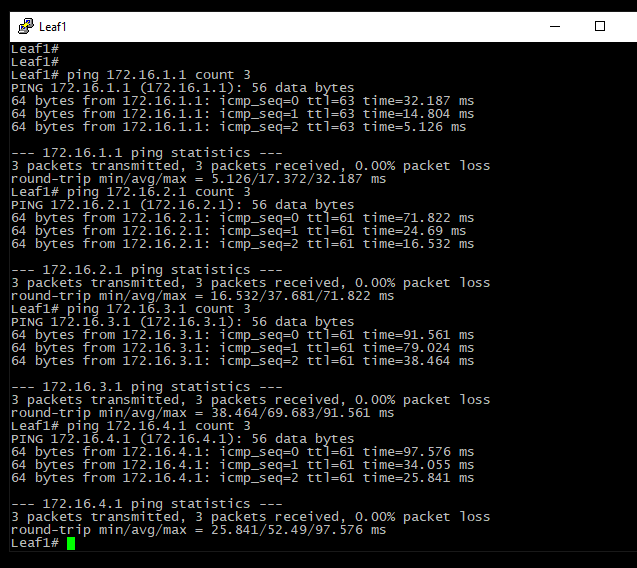 Leaf1
Leaf1#
Leaf1#
Leaf1# ping 172.16.1.1 count 3
PING 172.16.1.1 (172.16.1.1): 56 data bytes
64 bytes from 172.16.1.1: icmp_seq=0 ttl=63 time=32.187 ms
64 bytes from 172.16.1.1: icmp_seq=1 ttl=63 time=14.804 ms
64 bytes from 172.16.1.1: icmp_seq=2 ttl=63 time=5.126 ms
--- 172.16.1.1 ping statistics ---
3 packets transmitted, 3 packets received, 0.00% packet loss
round-trip min/avg/max = 5.126/17.372/32.187 ms
Leaf1# ping 172.16.2.1 count 3
PING 172.16.2.1 (172.16.2.1): 56 data bytes
64 bytes from 172.16.2.1: icmp_seq=0 ttl=61 time=71.822 ms
64 bytes from 172.16.2.1: icmp_seq=1 ttl=61 time=24.69 ms
64 bytes from 172.16.2.1: icmp_seq=2 ttl=61 time=16.532 ms
--- 172.16.2.1 ping statistics ---
3 packets transmitted, 3 packets received, 0.00% packet loss
round-trip min/avg/max = 16.532/37.681/71.822 ms
Leaf1# ping 172.16.3.1 count 3
PING 172.16.3.1 (172.16.3.1): 56 data bytes
64 bytes from 172.16.3.1: icmp_seq=0 ttl=61 time=91.561 ms
64 bytes from 172.16.3.1: icmp_seq=1 ttl=61 time=79.024 ms
64 bytes from 172.16.3.1: icmp_seq=2 ttl=61 time=38.464 ms
--- 172.16.3.1 ping statistics ---
3 packets transmitted, 3 packets received, 0.00% packet loss
round-trip min/avg/max = 38.464/69.683/91.561 ms
Leaf1# ping 172.16.4.1 count 3
PING 172.16.4.1 (172.16.4.1): 56 data bytes
64 bytes from 172.16.4.1: icmp_seq=0 ttl=61 time=97.576 ms
64 bytes from 172.16.4.1: icmp_seq=1 ttl=61 time=34.055 ms
64 bytes from 172.16.4.1: icmp_seq=2 ttl=61 time=25.841 ms
--- 172.16.4.1 ping statistics ---
3 packets transmitted, 3 packets received, 0.00% packet loss
round-trip min/avg/max = 25.841/52.49/97.576 ms
Leaf1#